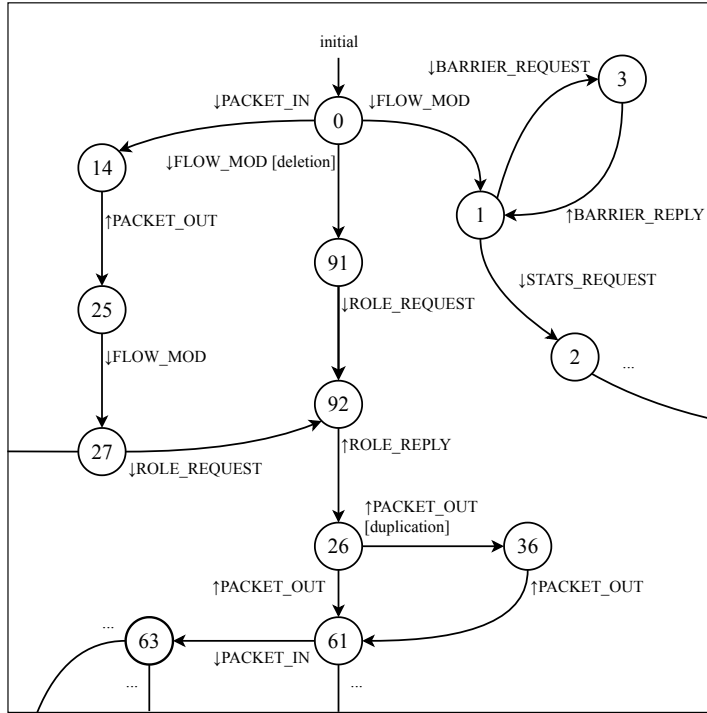 initial
↓BARRIER_REQUEST
3
↓PACKET_IN
↓FLOW_MOD
0
14
↓FLOW_MOD [deletion]
1
↑PACKET_OUT
↑BARRIER_REPLY
91
↓STATS_REQUEST
25
↓ROLE_REQUEST
↓FLOW_MOD
2
...
92
27
↓ROLE_REQUEST
↑ROLE_REPLY
↑PACKET_OUT
[duplication]
26
36
↑PACKET_OUT
↑PACKET_OUT
...
63
61
↓PACKET_IN
...
...